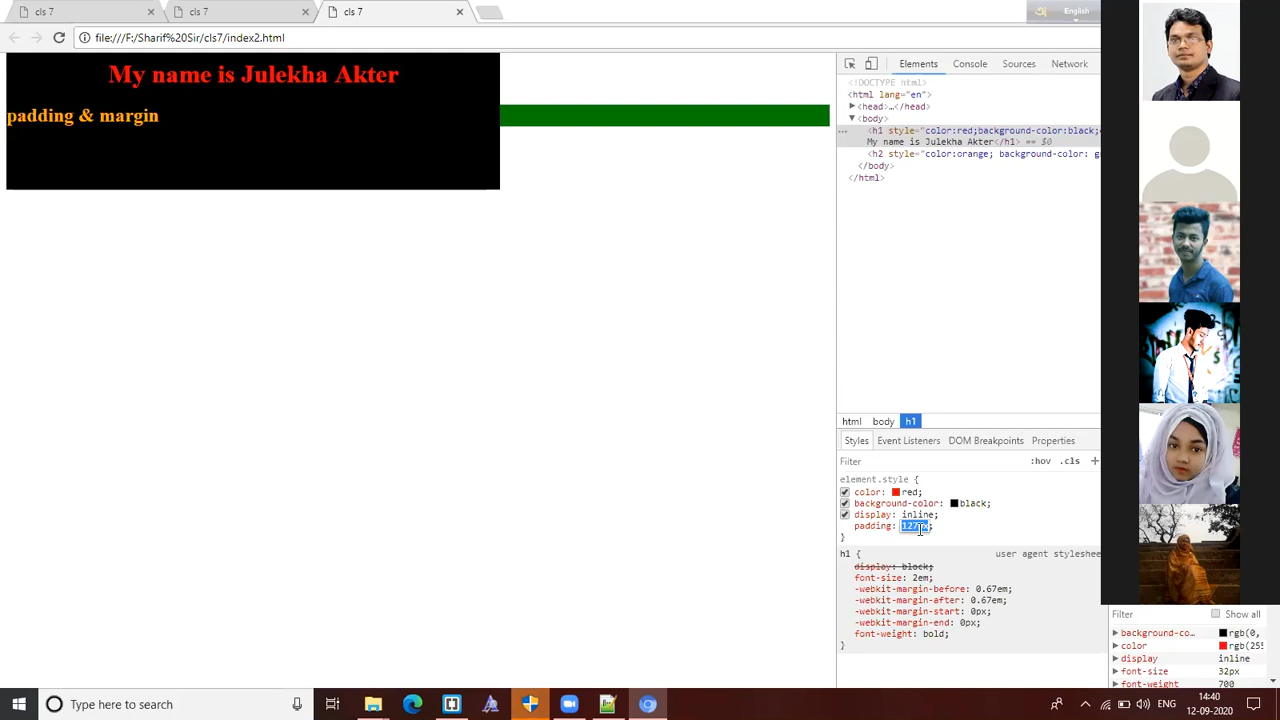 cls 7
cls 7
cls 7
English
file:///F:/Sharif%20Sir/cls7/index2.html
My name is Julekha Akter
padding & margin
Elements Console Sources Network
<!DOCTYPE html>
<html lang="en">
<head>…</head>
<body>
<h1 style="color:red;background-color:black;
My name is Julekha Akter</h1> == $0
<h2 style="color:orange; background-color:
</body>
</html>
html body h1
Styles Event Listeners DOM Breakpoints Properties
Filter :hov .cls +
element.style {
color: red;
background-color: black;
display: inline;
padding: 127px;
}
h1 { user agent styleshee
display: block;
font-size: 2em;
-webkit-margin-before: 0.67em;
-webkit-margin-after: 0.67em;
-webkit-margin-start: 0px;
-webkit-margin-end: 0px;
font-weight: bold;
}
Filter Show all
background-co… rgb(0,
color rgb(255
display inline
font-size 32px
font-weight 700
Type here to search
ENG
14:40
12-09-2020